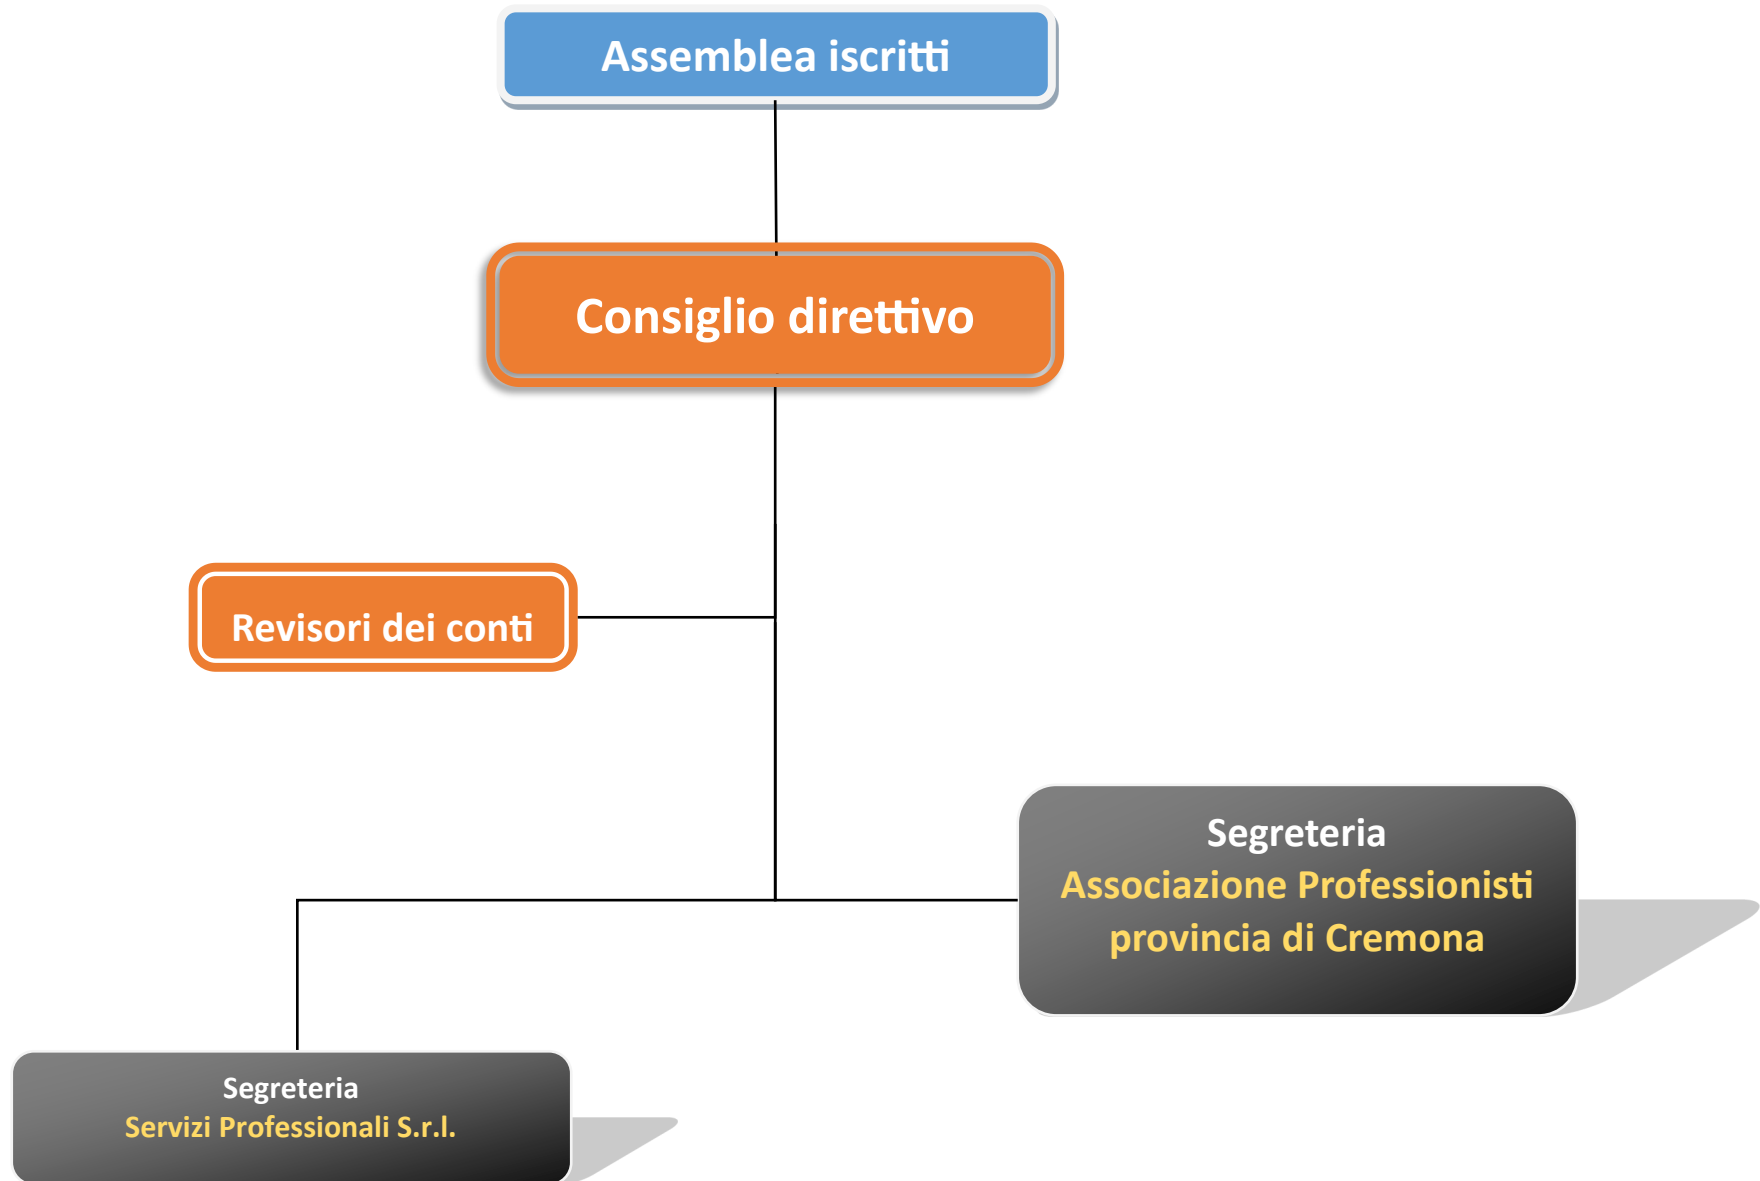 Assemblea iscritti
Consiglio direttivo
Revisori dei conti
Segreteria
Associazione Professionisti
provincia di Cremona
Segreteria
Servizi Professionali S.r.l.